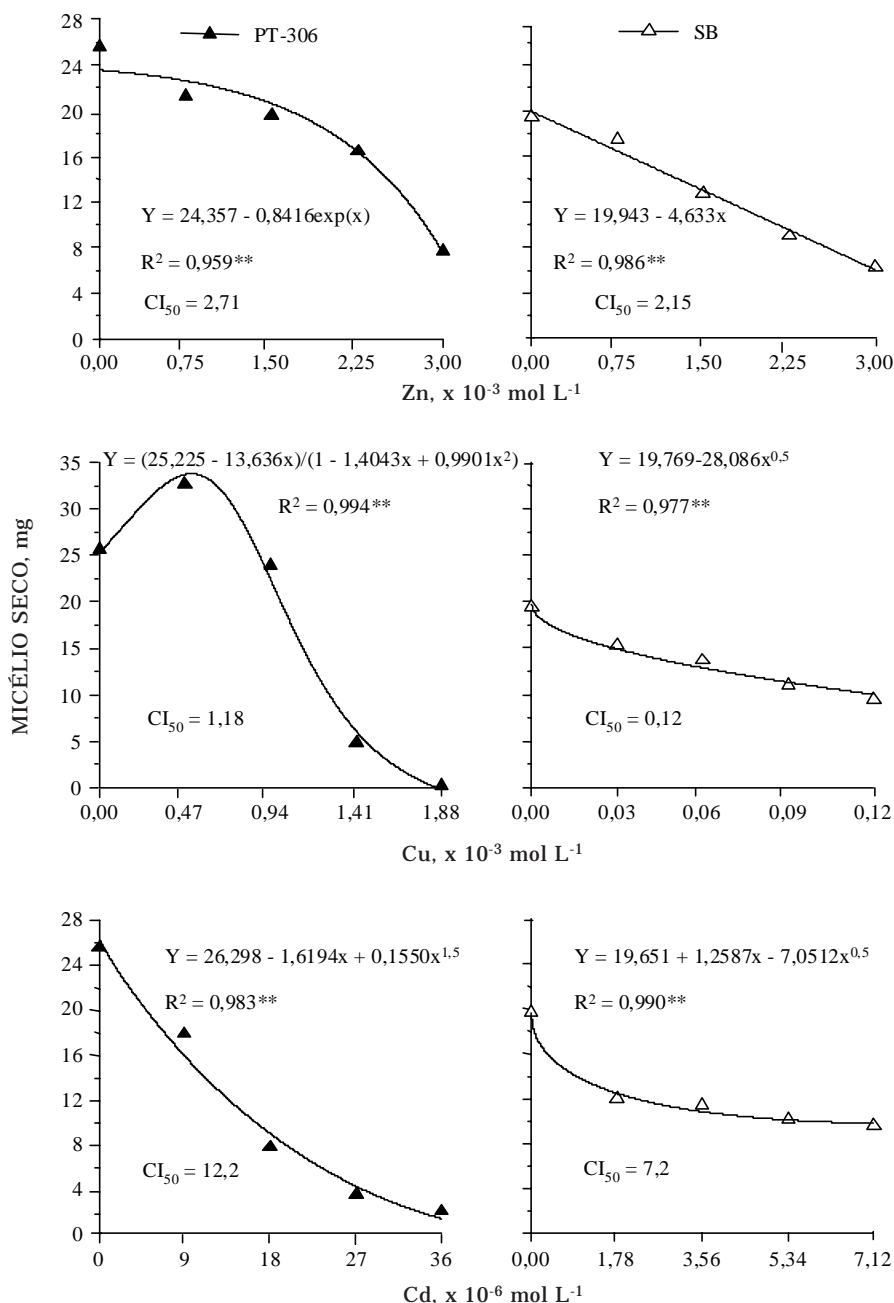 PT-306
SB
28
24
20
16
12
8
4
0
Y = 24,357 - 0,8416exp(x)
R² = 0,959**
CI₅₀ = 2,71
Y = 19,943 - 4,633x
R² = 0,986**
CI₅₀ = 2,15
0,00 0,75 1,50 2,25 3,00
0,00 0,75 1,50 2,25 3,00
Zn, x 10⁻³ mol L⁻¹
MICÉLIO SECO, mg
Y = (25,225 - 13,636x)/(1 - 1,4043x + 0,9901x²)
R² = 0,994**
Y = 19,769-28,086x⁰,⁵
R² = 0,977**
35
30
25
20
15
10
5
0
CI₅₀ = 1,18
CI₅₀ = 0,12
0,00 0,47 0,94 1,41 1,88
0,00 0,03 0,06 0,09 0,12
Cu, x 10⁻³ mol L⁻¹
28
24
20
16
12
8
4
0
Y = 26,298 - 1,6194x + 0,1550x¹,⁵
R² = 0,983**
CI₅₀ = 12,2
Y = 19,651 + 1,2587x - 7,0512x⁰,⁵
R² = 0,990**
CI₅₀ = 7,2
0 9 18 27 36
0,00 1,78 3,56 5,34 7,12
Cd, x 10⁻⁶ mol L⁻¹